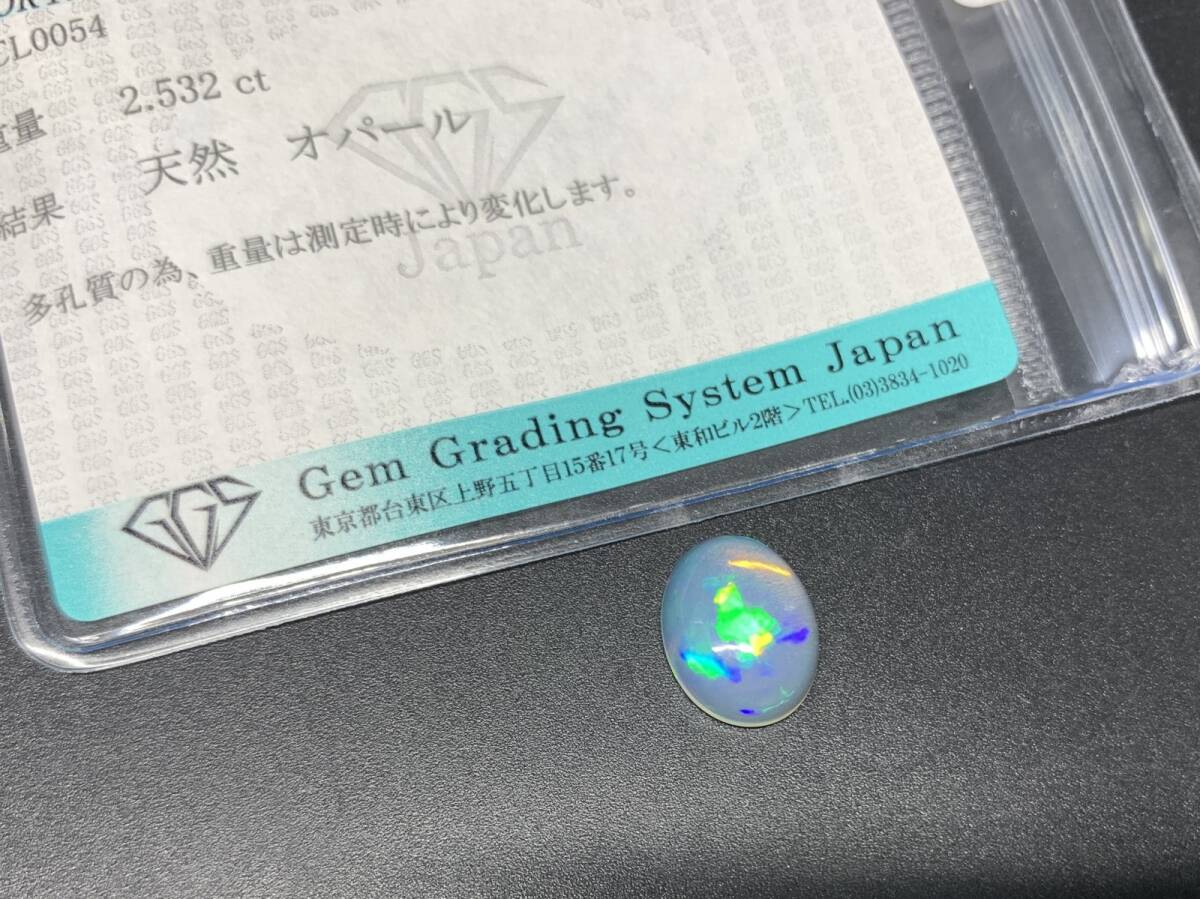 CL0054
重量 2.532 ct
結果 天然 オパール
多孔質の為、重量は測定時により変化します。
GGS
Japan
Gem Grading System Japan
東京都台東区上野五丁目15番17号<東和ビル2階>TEL.(03)3834-1020